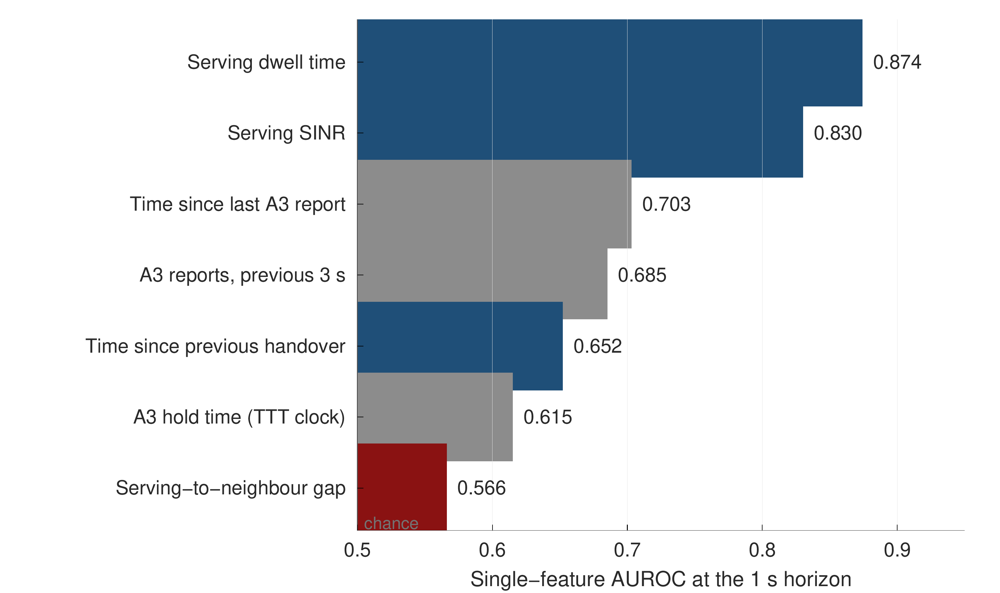 Serving dwell time 0.874
Serving SINR 0.830
Time since last A3 report 0.703
A3 reports, previous 3 s 0.685
Time since previous handover 0.652
A3 hold time (TTT clock) 0.615
Serving−to−neighbour gap 0.566
chance
0.5 0.6 0.7 0.8 0.9
Single−feature AUROC at the 1 s horizon